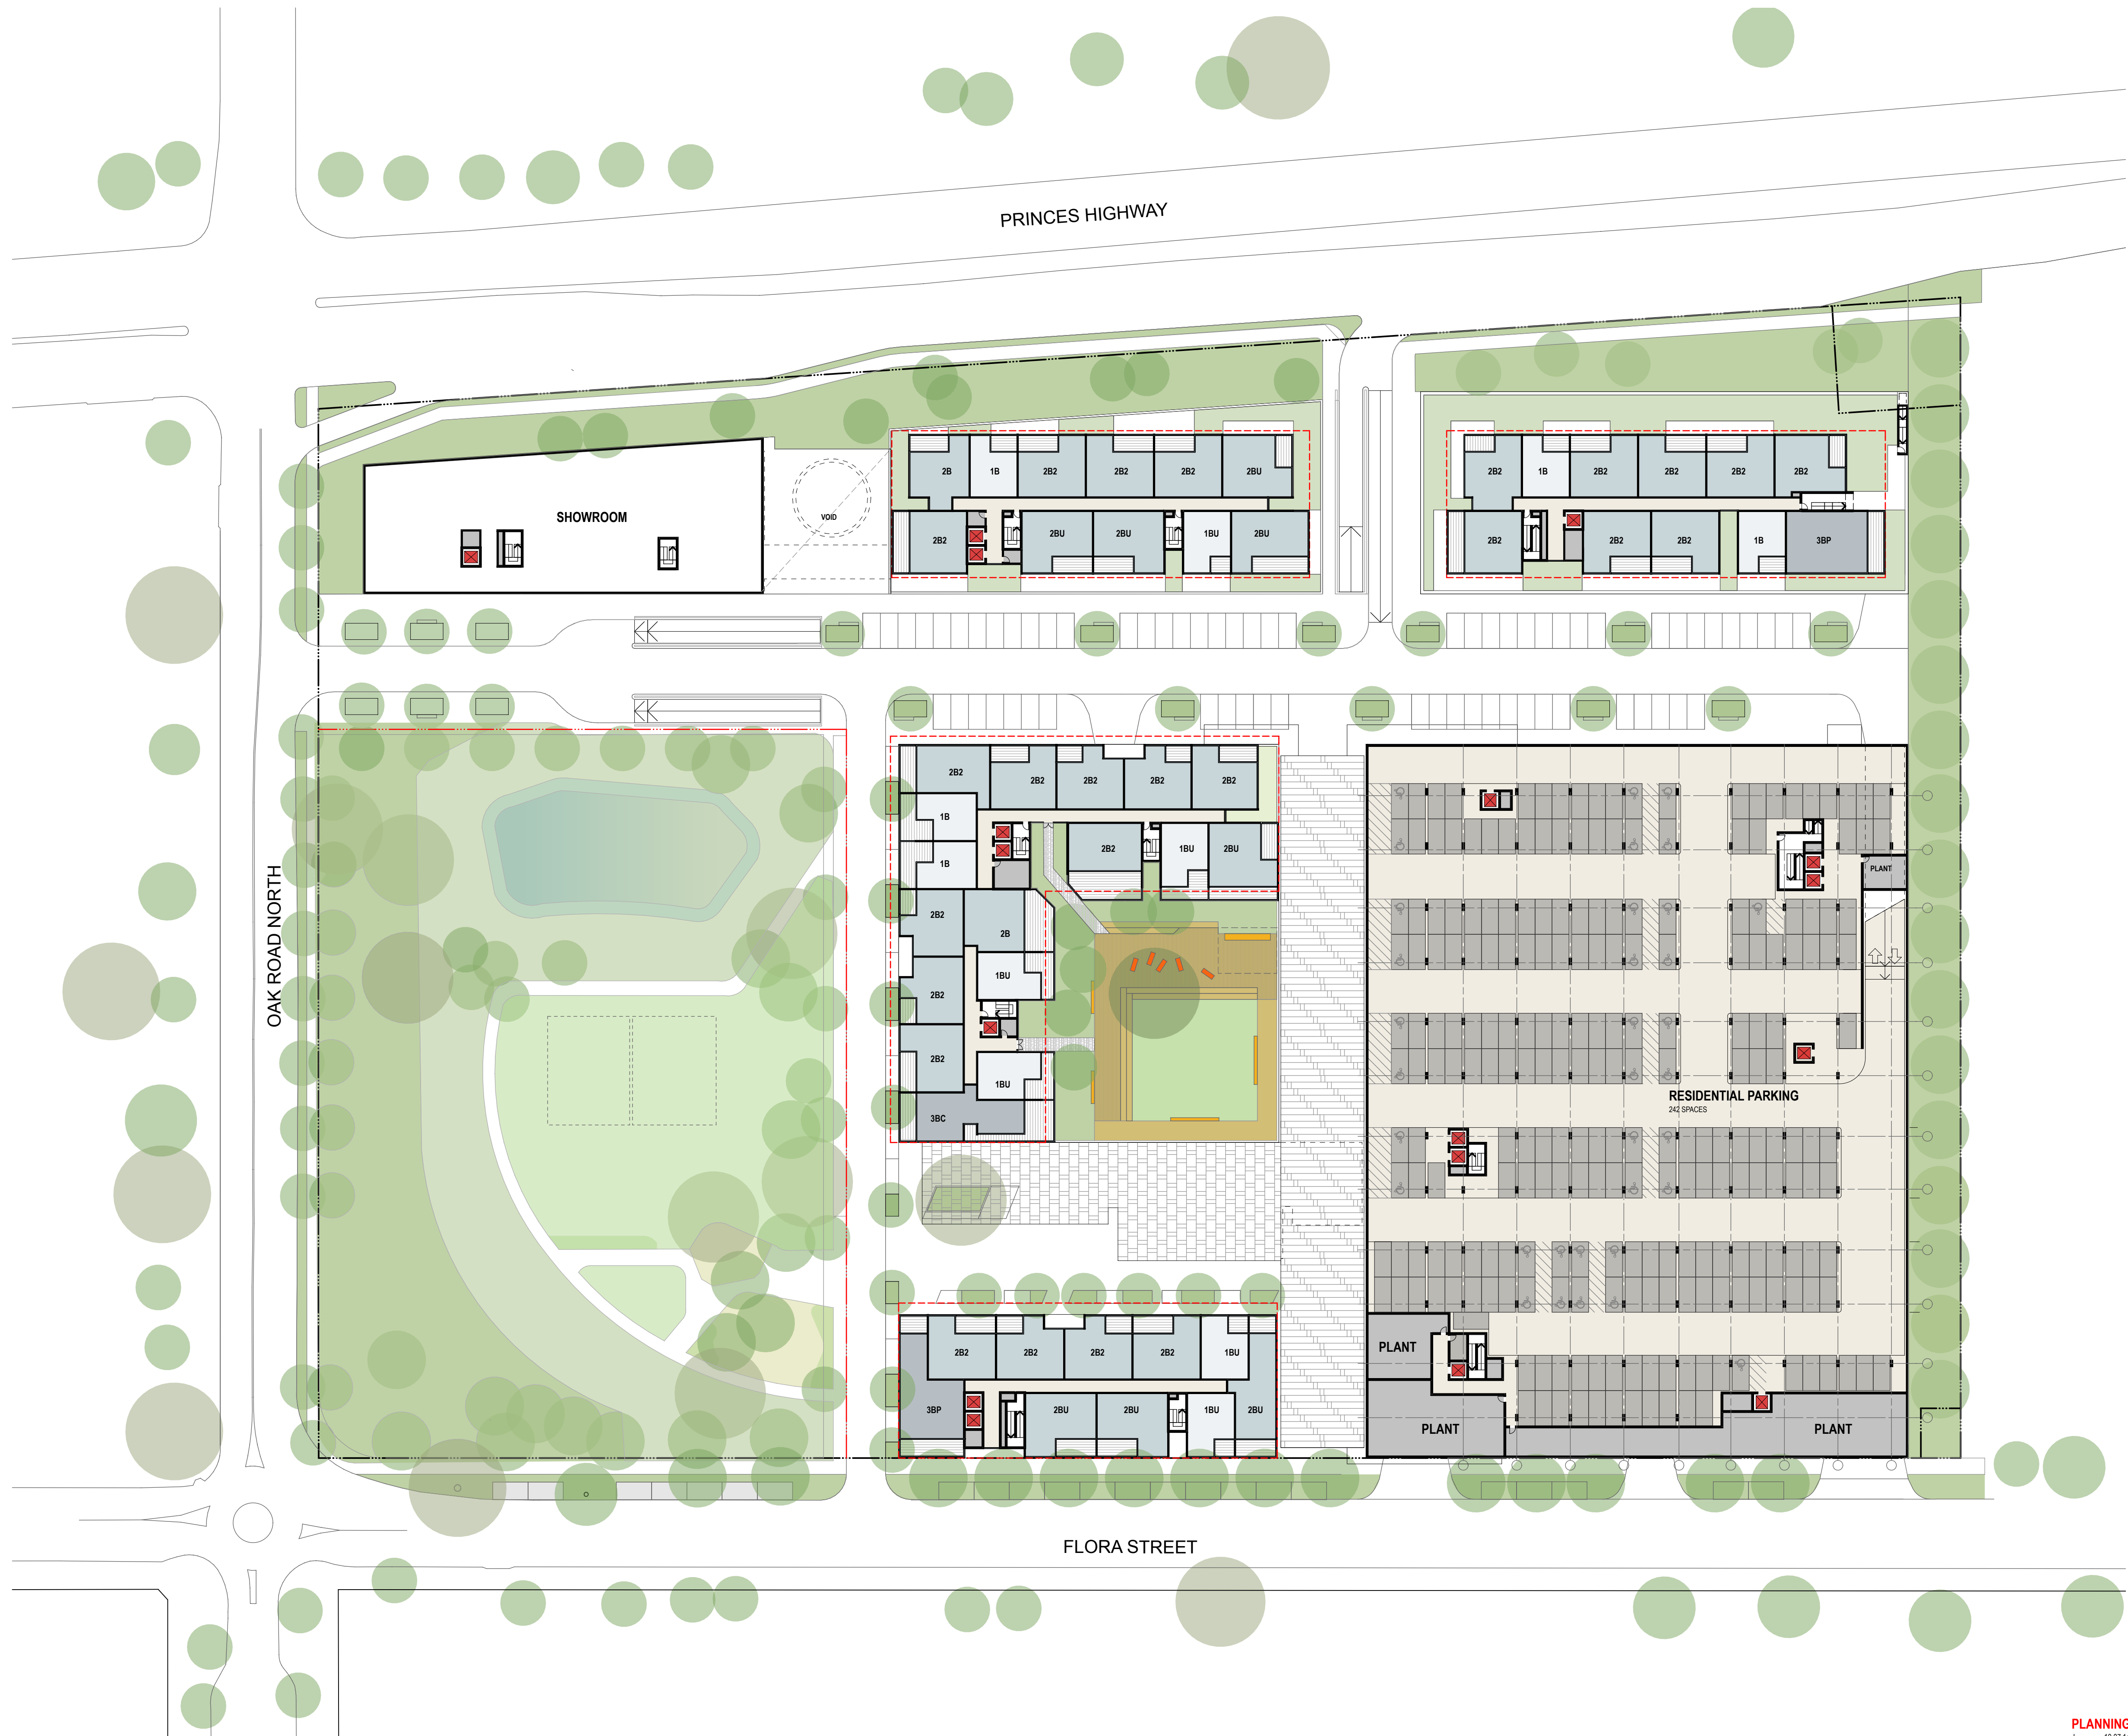 PRINCES HIGHWAY
2B 1B 2B2 2B2 2B2 2BU
2B2 1B 2B2 2B2 2B2 2B2
SHOWROOM
VOID
2B2 2BU 2BU 1BU 2BU
2B2 2B2 2B2 1B 3BP
2B2 2B2 2B2 2B2 2B2
1B
2B2 1BU 2BU
1B
PLANT
OAK ROAD NORTH
2B2 2B
1BU
2B2
2B2
1BU
3BC
RESIDENTIAL PARKING
242 SPACES
2B2 2B2 2B2 2B2 1BU
PLANT
3BP 2BU 2BU 1BU 2BU
PLANT PLANT
FLORA STREET
PLANNING